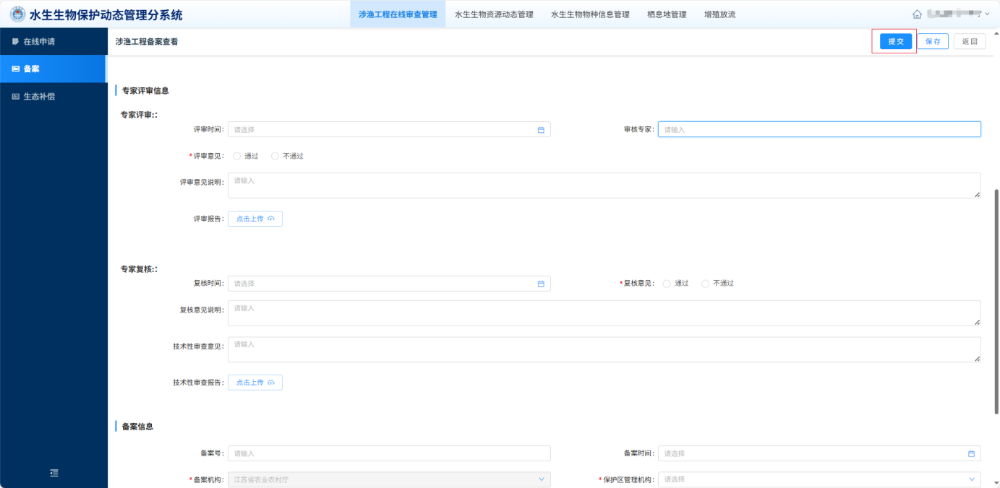 水生生物保护动态管理分系统
涉渔工程在线审查管理 水生生物资源动态管理 水生生物物种信息管理 栖息地管理 增殖放流
在线申请
备案
生态补偿
涉渔工程备案查看 提交 保存 返回
专家评审信息
专家评审::
评审时间: 请选择 审核专家: 请输入
*评审意见: 通过 不通过
评审意见说明: 请输入
评审报告: 点击上传
专家复核::
复核时间: 请选择 *复核意见: 通过 不通过
复核意见说明: 请输入
技术性审查意见: 请输入
技术性审查报告: 点击上传
备案信息
备案号: 请输入 备案时间: 请选择
*备案机构: 江苏省农业农村厅 *保护区管理机构: 请选择